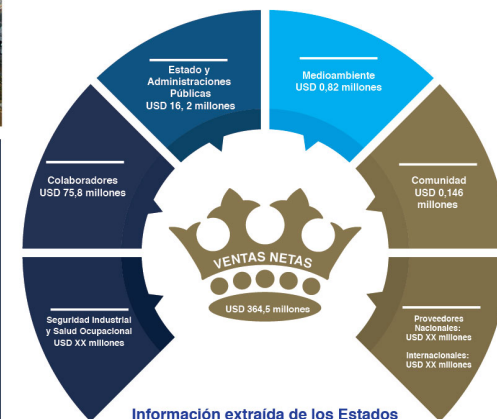 Estado y
Administraciones
Públicas
USD 16, 2 millones
Medioambiente
USD 0,82 millones
Colaboradores
USD 75,8 millones
Comunidad
USD 0,146
millones
VENTAS NETAS
USD 364,5 millones
Seguridad Industrial
y Salud Ocupacional
USD XX millones
Proveedores
Nacionales:
USD XX millones
Internacionales:
USD XX millones
Información extraída de los Estados